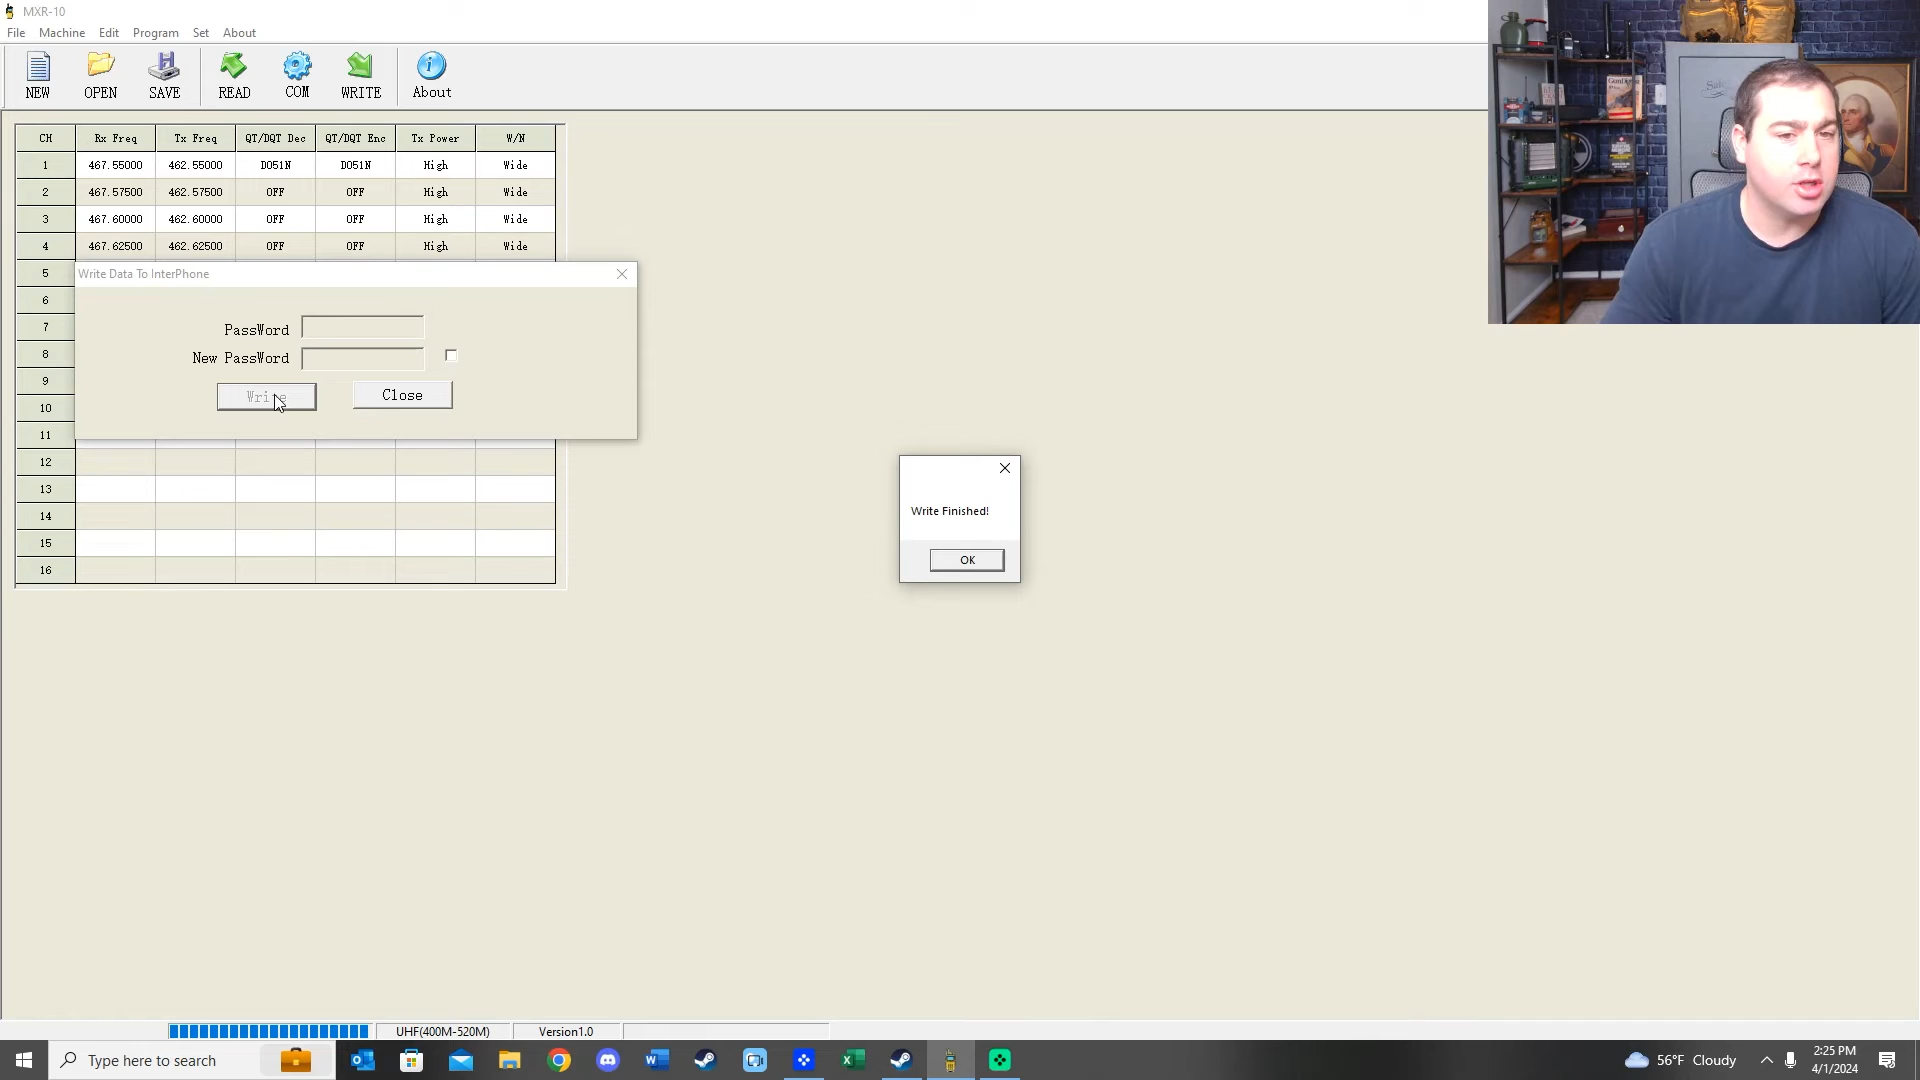 MXR-10
File Machine Edit Program Set About
NEW OPEN SAVE READ COM WRITE About
CH Rx Freq Tx Freq QT/DQT Dec QT/DQT Enc Tx Power W/N
1 467.55000 462.55000 D051N D051N High Wide
2 467.57500 462.57500 OFF OFF High Wide
3 467.60000 462.60000 OFF OFF High Wide
4 467.62500 462.62500 OFF OFF High Wide
5
Write Data To InterPhone
6
7
PassWord
8
New PassWord
9
Write Close
10
11
12
13
14
15
16
Write Finished!
OK
UHF(400M-520M) Version1.0
Type here to search
56°F Cloudy
2:25 PM
4/1/2024